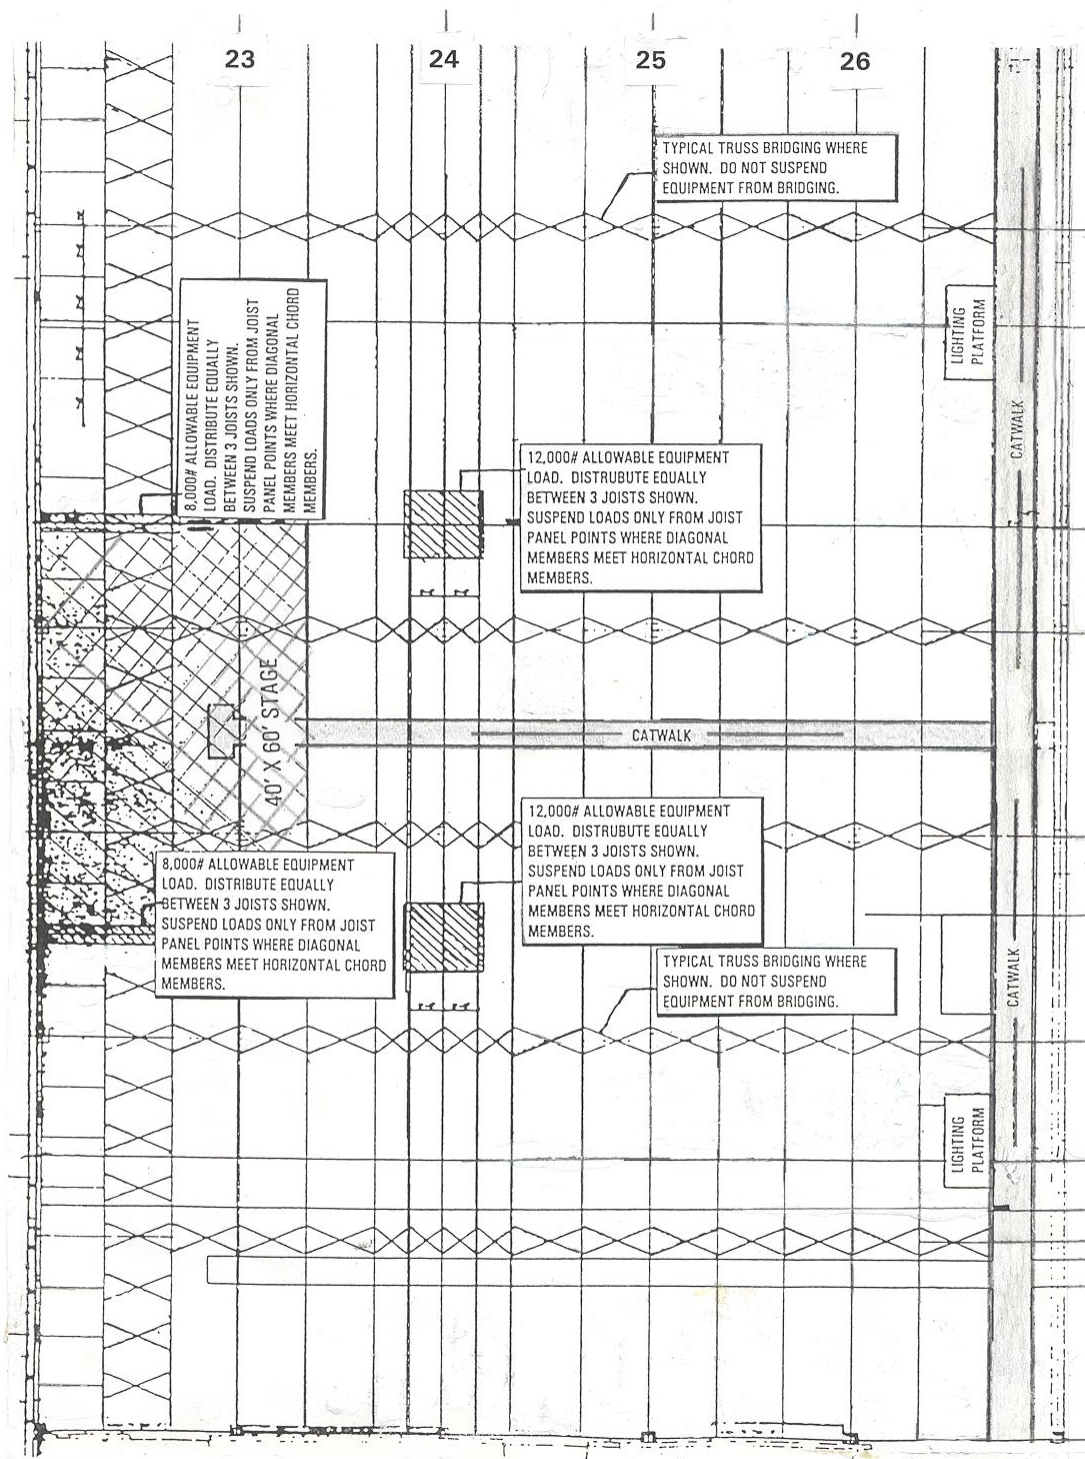 23
24
25
26
TYPICAL TRUSS BRIDGING WHERE
SHOWN. DO NOT SUSPEND
EQUIPMENT FROM BRIDGING.
LIGHTING
PLATFORM
8,000# ALLOWABLE EQUIPMENT
LOAD. DISTRIBUTE EQUALLY
BETWEEN 3 JOISTS SHOWN.
SUSPEND LOADS ONLY FROM JOIST
PANEL POINTS WHERE DIAGONAL
MEMBERS MEET HORIZONTAL CHORD
MEMBERS.
CATWALK
12,000# ALLOWABLE EQUIPMENT
LOAD. DISTRUBUTE EQUALLY
BETWEEN 3 JOISTS SHOWN.
SUSPEND LOADS ONLY FROM JOIST
PANEL POINTS WHERE DIAGONAL
MEMBERS MEET HORIZONTAL CHORD
MEMBERS.
40' X 60' STAGE
CATWALK
12,000# ALLOWABLE EQUIPMENT
LOAD. DISTRUBUTE EQUALLY
BETWEEN 3 JOISTS SHOWN.
SUSPEND LOADS ONLY FROM JOIST
PANEL POINTS WHERE DIAGONAL
MEMBERS MEET HORIZONTAL CHORD
MEMBERS.
8,000# ALLOWABLE EQUIPMENT
LOAD. DISTRIBUTE EQUALLY
BETWEEN 3 JOISTS SHOWN.
SUSPEND LOADS ONLY FROM JOIST
PANEL POINTS WHERE DIAGONAL
MEMBERS MEET HORIZONTAL CHORD
MEMBERS.
TYPICAL TRUSS BRIDGING WHERE
SHOWN. DO NOT SUSPEND
EQUIPMENT FROM BRIDGING.
CATWALK
LIGHTING
PLATFORM